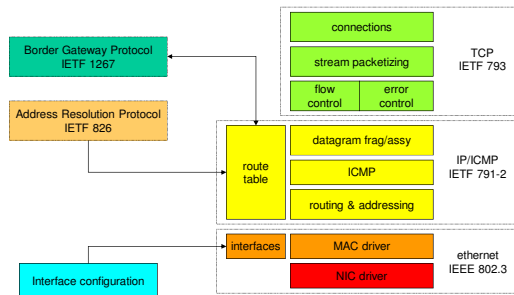 connections
Border Gateway Protocol
IETF 1267
stream packetizing
TCP
IETF 793
flow
control
error
control
Address Resolution Protocol
IETF 826
route
table
datagram frag/assy
ICMP
routing & addressing
IP/ICMP
IETF 791-2
interfaces
MAC driver
ethernet
IEEE 802.3
Interface configuration
NIC driver